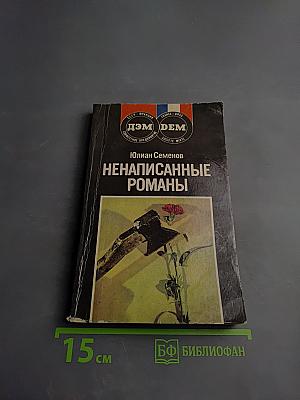 ДЭМ DEM
Юлиан Семенов
НЕНАПИСАННЫЕ
РОМАНЫ
15 см
БФ БИБЛИОФАН